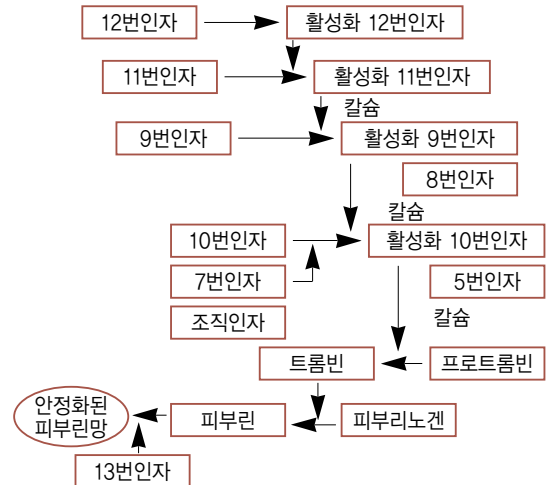 12번인자
활성화 12번인자
11번인자
활성화 11번인자
칼슘
9번인자
활성화 9번인자
8번인자
칼슘
10번인자
활성화 10번인자
7번인자
5번인자
조직인자
칼슘
트롬빈
프로트롬빈
안정화된
피부린망
피부린
피부리노겐
13번인자